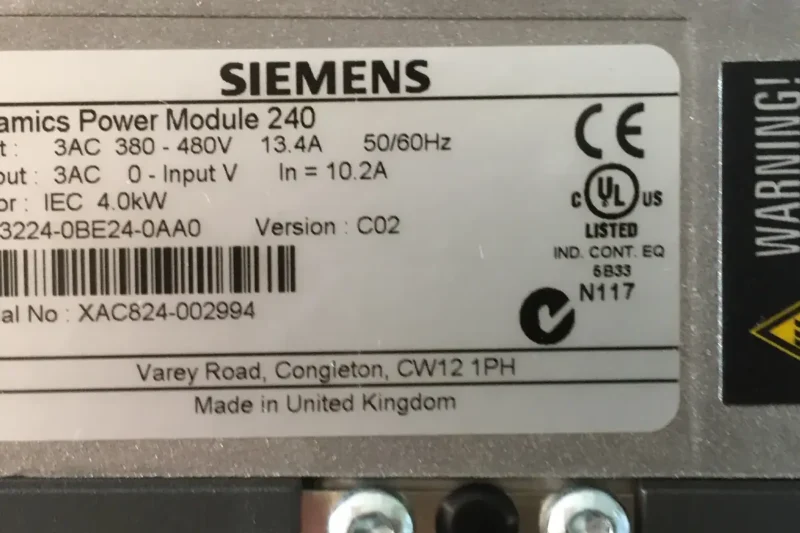 SIEMENS
amics Power Module 240
t : 3AC 380 - 480V 13.4A 50/60Hz
out : 3AC 0 - Input V In = 10.2A
or : IEC 4.0kW
3224-0BE24-0AA0 Version : C02
al No : XAC824-002994
Varey Road, Congleton, CW12 1PH
Made in United Kingdom
CE
C UL US
LISTED
IND. CONT. EQ
5B33
N117
WARNING!